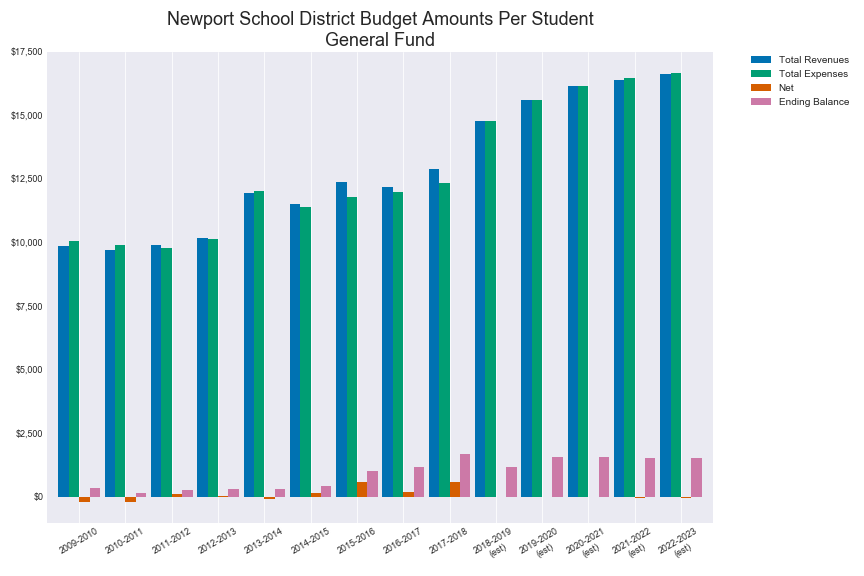 Newport School District Budget Amounts Per Student
General Fund
Total Revenues
Total Expenses
Net
Ending Balance
$17,500
$15,000
$12,500
$10,000
$7,500
$5,000
$2,500
$0
2009-2010
2010-2011
2011-2012
2012-2013
2013-2014
2014-2015
2015-2016
2016-2017
2017-2018
2018-2019
(est)
2019-2020
(est)
2020-2021
(est)
2021-2022
(est)
2022-2023
(est)